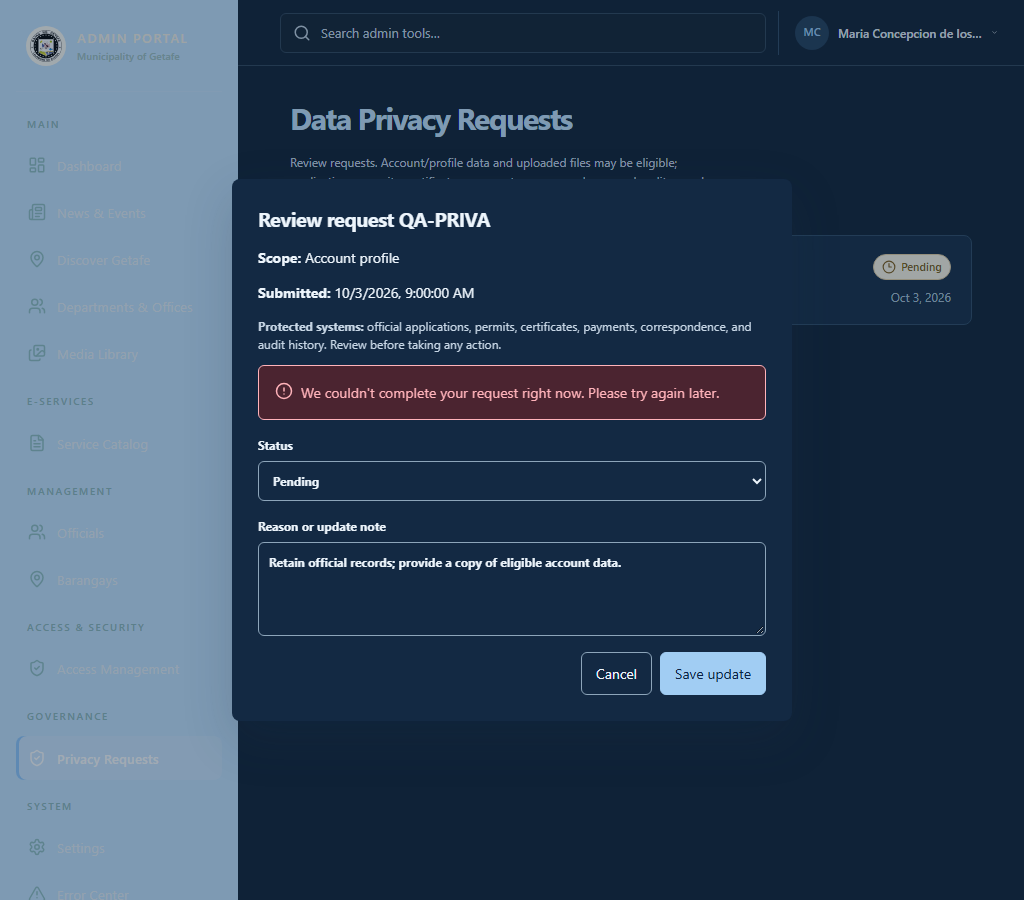 ADMIN PORTAL
Municipality of Getafe
Search admin tools...
MC
Maria Concepcion de los...
MAIN
Dashboard
News & Events
Discover Getafe
Departments & Offices
Media Library
E-SERVICES
Service Catalog
MANAGEMENT
Officials
Barangays
ACCESS & SECURITY
Access Management
GOVERNANCE
Privacy Requests
SYSTEM
Settings
Error Center
Data Privacy Requests
Review requests. Account/profile data and uploaded files may be eligible;
Pending
Oct 3, 2026
Review request QA-PRIVA
Scope: Account profile
Submitted: 10/3/2026, 9:00:00 AM
Protected systems: official applications, permits, certificates, payments, correspondence, and
audit history. Review before taking any action.
We couldn't complete your request right now. Please try again later.
Status
Pending
Reason or update note
Retain official records; provide a copy of eligible account data.
Cancel
Save update